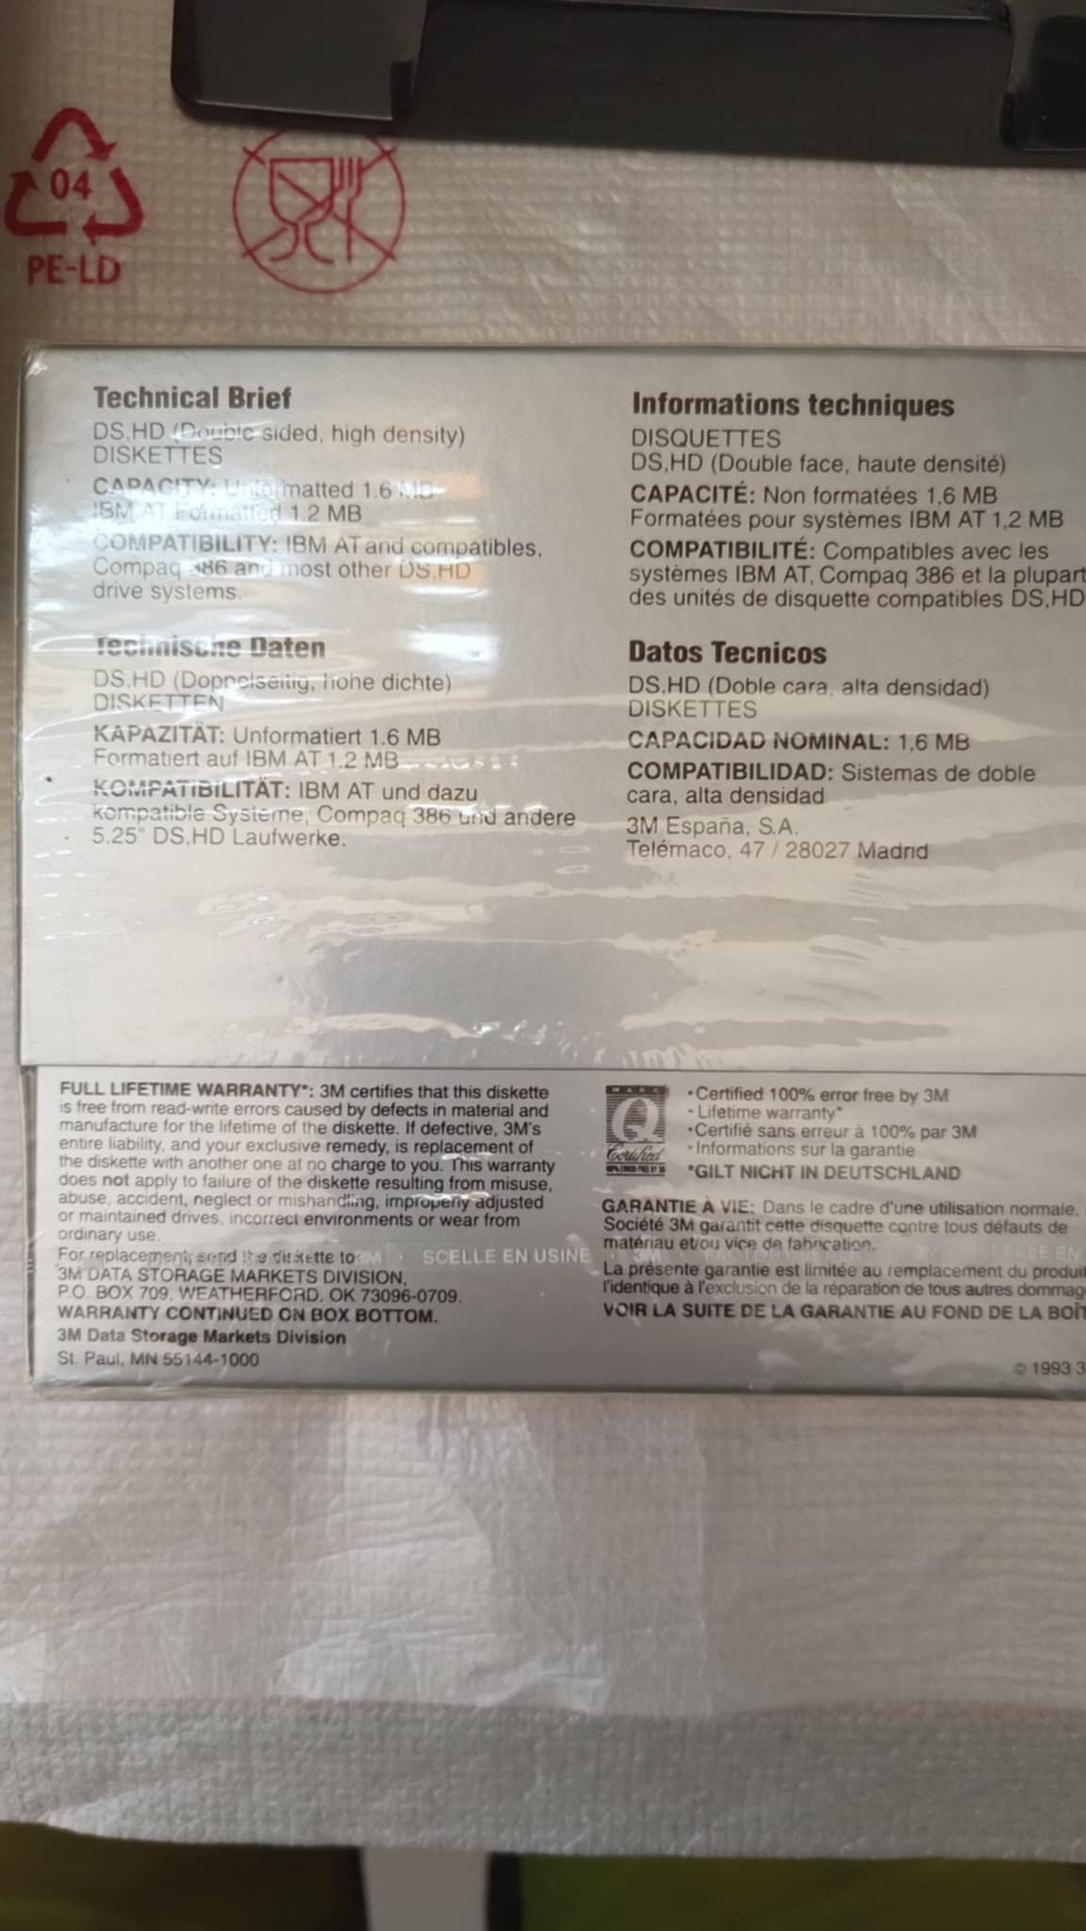 04
PE-LD
Technical Brief
DS,HD (Double sided, high density)
DISKETTES
CAPACITY: Unformatted 1.6 MB
IBM AT Formatted 1.2 MB
COMPATIBILITY: IBM AT and compatibles,
Compaq 386 and most other DS,HD
drive systems.
Technische Daten
DS,HD (Doppelseitig, hohe dichte)
DISKETTEN
KAPAZITÄT: Unformatiert 1.6 MB
Formatiert auf IBM AT 1.2 MB
KOMPATIBILITÄT: IBM AT und dazu
kompatible Systeme, Compaq 386 und andere
5.25" DS,HD Laufwerke.
Informations techniques
DISQUETTES
DS,HD (Double face, haute densité)
CAPACITÉ: Non formatées 1,6 MB
Formatées pour systèmes IBM AT 1,2 MB
COMPATIBILITÉ: Compatibles avec les
systèmes IBM AT, Compaq 386 et la plupart
des unités de disquette compatibles DS,HD
Datos Tecnicos
DS,HD (Doble cara, alta densidad)
DISKETTES
CAPACIDAD NOMINAL: 1,6 MB
COMPATIBILIDAD: Sistemas de doble
cara, alta densidad
3M España, S.A.
Telémaco, 47 / 28027 Madrid
FULL LIFETIME WARRANTY*: 3M certifies that this diskette
is free from read-write errors caused by defects in material and
manufacture for the lifetime of the diskette. If defective, 3M's
entire liability, and your exclusive remedy, is replacement of
the diskette with another one at no charge to you. This warranty
does not apply to failure of the diskette resulting from misuse,
abuse, accident, neglect or mishandling, improperly adjusted
or maintained drives, incorrect environments or wear from
ordinary use.
For replacement, send the diskette to
3M DATA STORAGE MARKETS DIVISION,
P.O. BOX 709, WEATHERFORD, OK 73096-0709.
WARRANTY CONTINUED ON BOX BOTTOM.
3M Data Storage Markets Division
St. Paul, MN 55144-1000
3M · SCELLÉ EN USINE · 3M
3M SCELLÉ EN
MARK
Q
Certified
•Certified 100% error free by 3M
•Lifetime warranty*
•Certifié sans erreur à 100% par 3M
•Informations sur la garantie
*GILT NICHT IN DEUTSCHLAND
GARANTIE À VIE: Dans le cadre d'une utilisation normale,
Société 3M garantit cette disquette contre tous défauts de
matériau et/ou vice de fabrication.
La présente garantie est limitée au remplacement du produit
l'identique à l'exclusion de la réparation de tous autres dommag
VOIR LA SUITE DE LA GARANTIE AU FOND DE LA BOÎT
© 1993 3